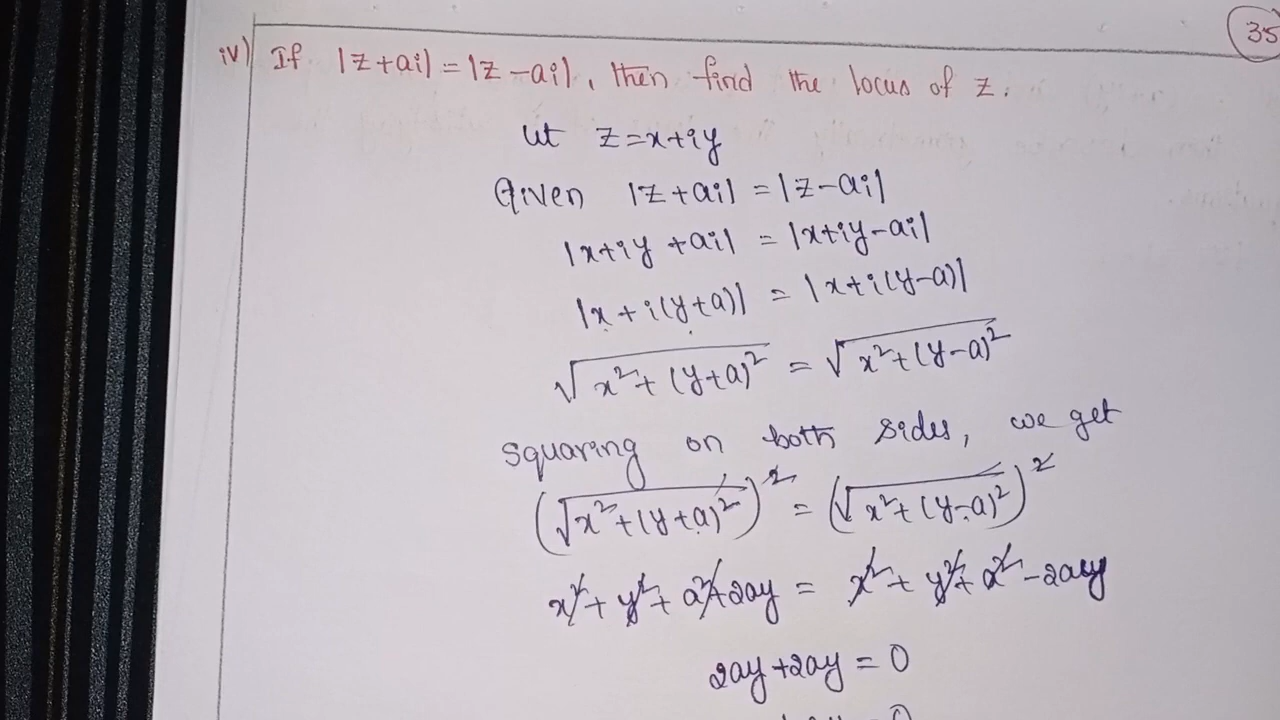 35
iv) If |z+ai| = |z-ai|, then find the locus of z.
let z=x+iy
Given |z+ai| = |z-ai|
|x+iy+ai| = |x+iy-ai|
|x+i(y+a)| = |x+i(y-a)|
√(x²+(y+a)²) = √(x²+(y-a)²)
squaring on both sides, we get
(√(x²+(y+a)²))² = (√(x²+(y-a)²))²
x²+y²+a²+2ay = x²+y²+a²-2ay
2ay+2ay = 0